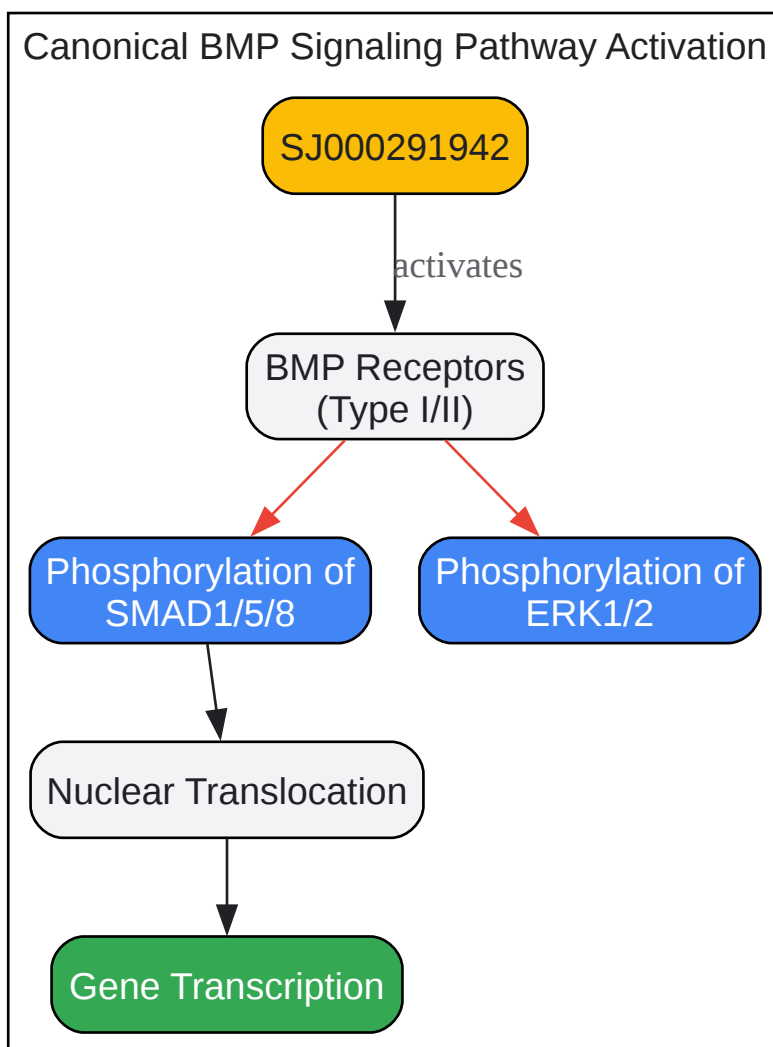 Canonical BMP Signaling Pathway Activation
SJ000291942
activates
BMP Receptors
(Type I/II)
Phosphorylation of
SMAD1/5/8
Phosphorylation of
ERK1/2
Nuclear Translocation
Gene Transcription